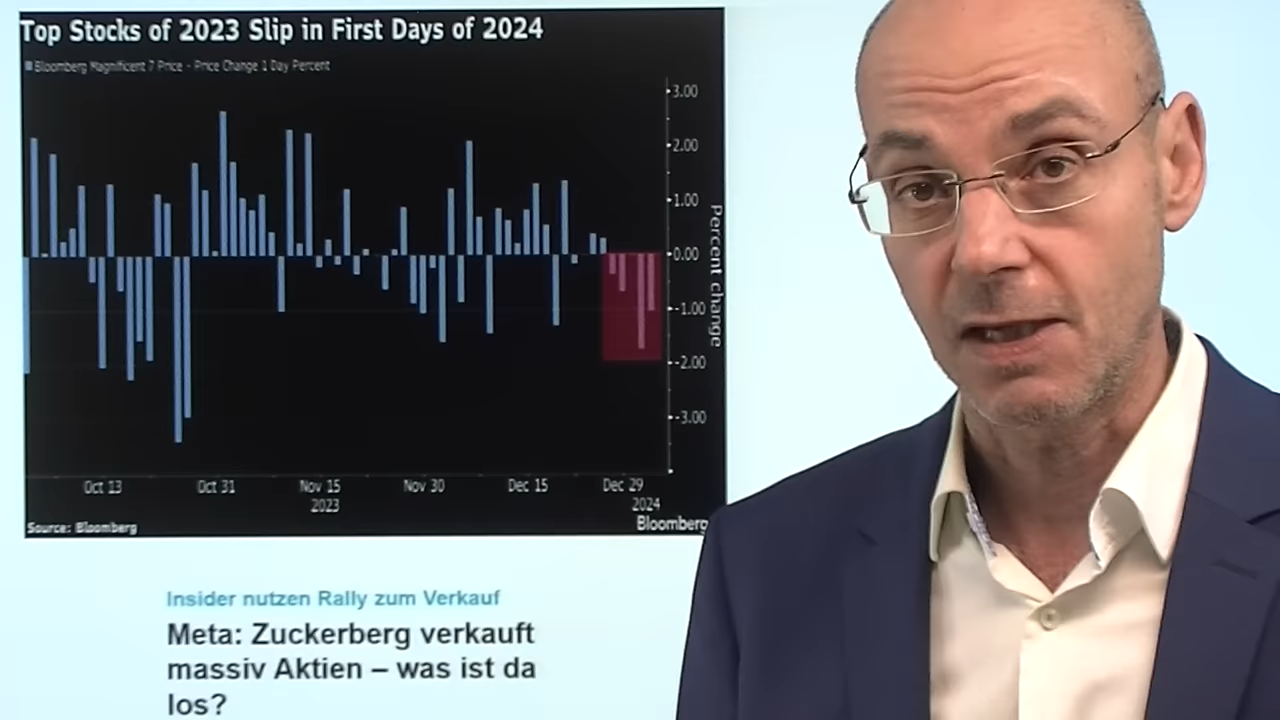 Top Stocks of 2023 Slip in First Days of 2024
Bloomberg Magnificent 7 Price - Price Change 1 Day Percent
3.00
2.00
1.00
0.00
-1.00
-2.00
-3.00
Percent change
Oct 13 Oct 31 Nov 15 Nov 30 Dec 15 Dec 29
2023 2024
Source: Bloomberg Bloomberg
Insider nutzen Rally zum Verkauf
Meta: Zuckerberg verkauft
massiv Aktien – was ist da
los?